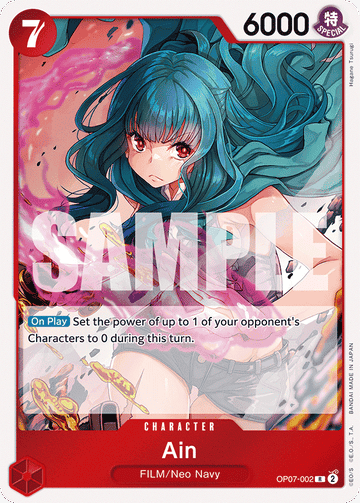 7
6000
特
SPECIAL
Hagane Tsurugi
SAMPLE
On Play Set the power of up to 1 of your opponent's
Characters to 0 during this turn.
CHARACTER
Ain
FILM/Neo Navy
OP07-002 R 2
©E.O./S. ©E.O./S., T.A. BANDAI MADE IN JAPAN